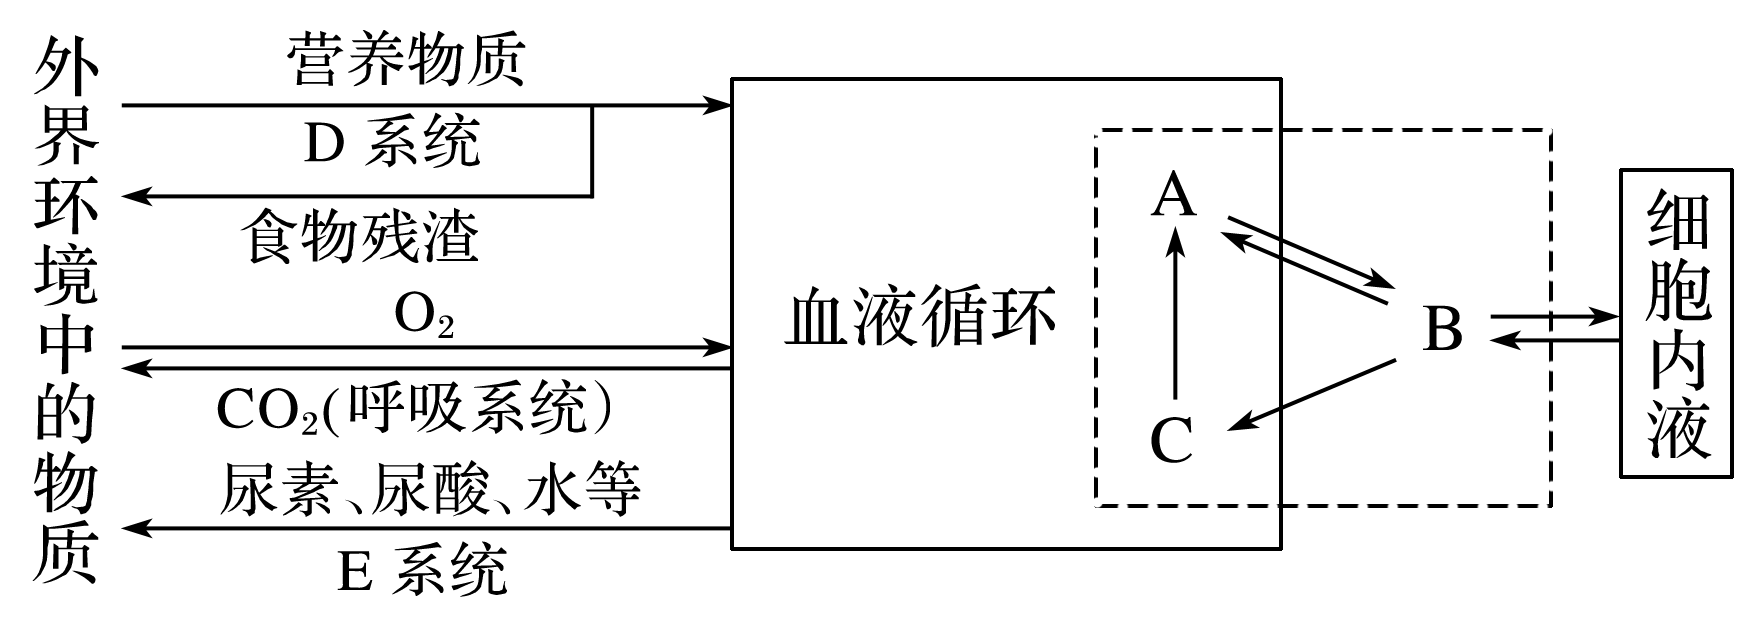 外界环境中的物质
营养物质
D 系统
食物残渣
O₂
CO₂(呼吸系统）
尿素、尿酸、水等
E 系统
血液循环
A
B
C
细胞内液